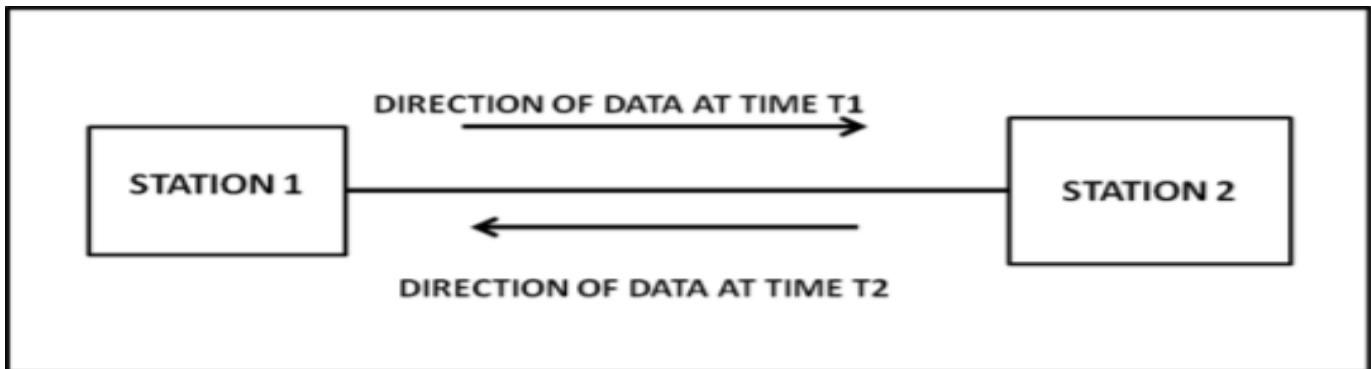 DIRECTION OF DATA AT TIME T1
STATION 1
STATION 2
DIRECTION OF DATA AT TIME T2